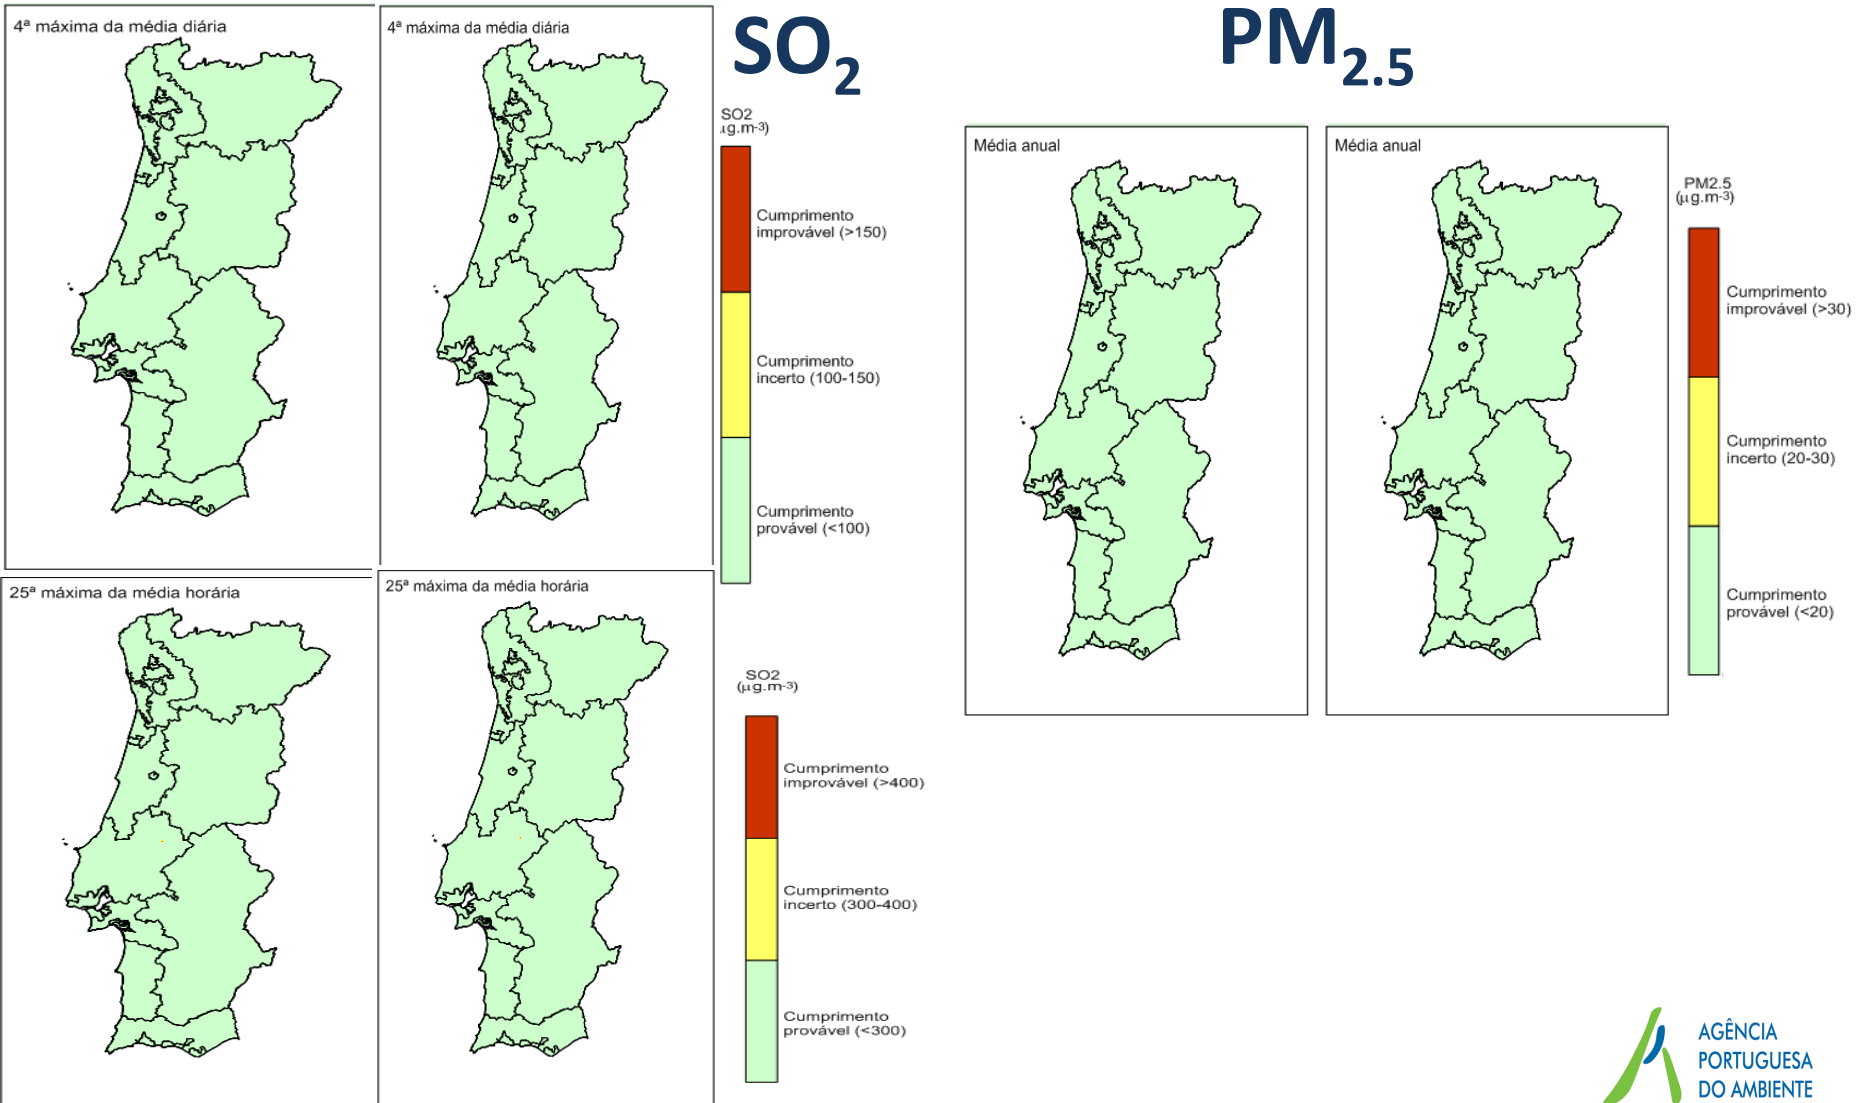 4ª máxima da média diária
4ª máxima da média diária
SO2
SO2
µg.m-3)
Cumprimento
improvável (>150)
Cumprimento
incerto (100-150)
Cumprimento
provável (<100)
25ª máxima da média horária
25ª máxima da média horária
SO2
(µg.m-3)
Cumprimento
improvável (>400)
Cumprimento
incerto (300-400)
Cumprimento
provável (<300)
PM2.5
Média anual
Média anual
PM2.5
(µg.m-3)
Cumprimento
improvável (>30)
Cumprimento
incerto (20-30)
Cumprimento
provável (<20)
AGÊNCIA
PORTUGUESA
DO AMBIENTE